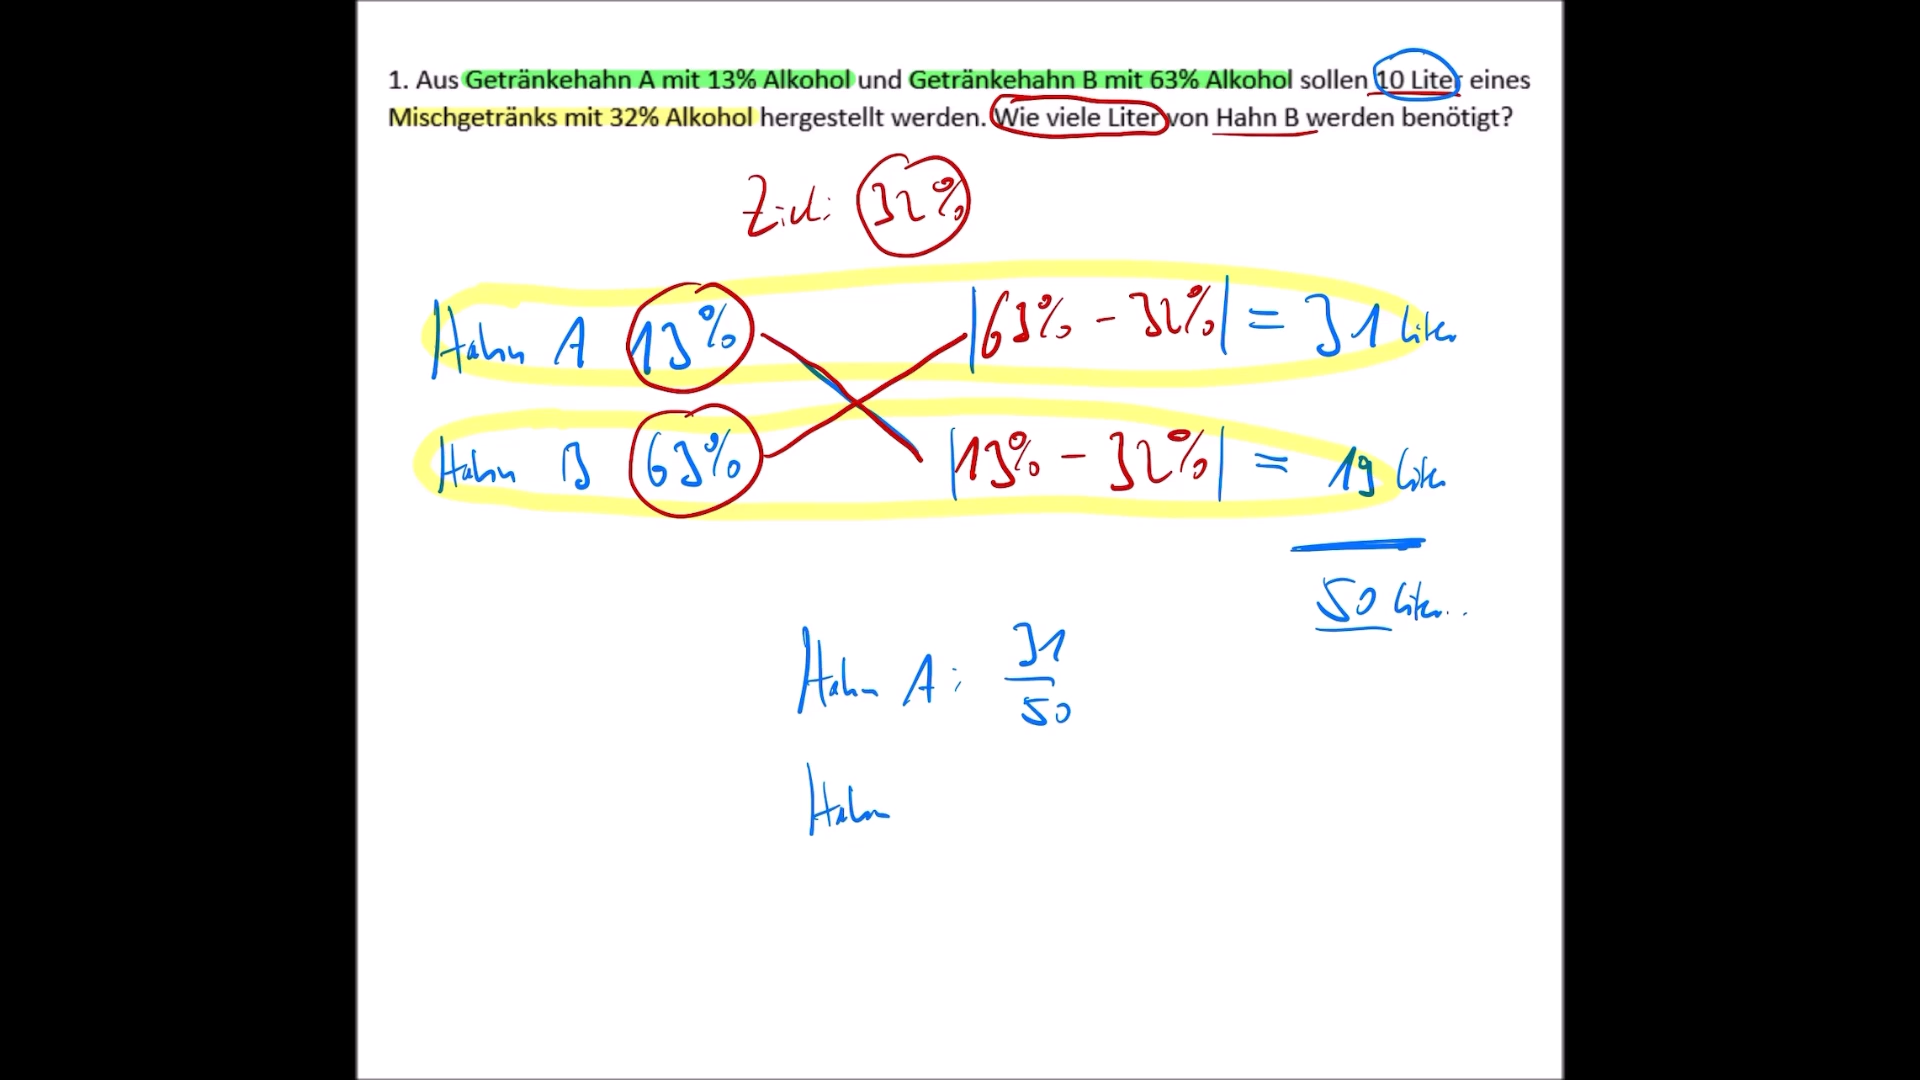 1. Aus Getränkehahn A mit 13% Alkohol und Getränkehahn B mit 63% Alkohol sollen 10 Liter eines
Mischgetränks mit 32% Alkohol hergestellt werden. Wie viele Liter von Hahn B werden benötigt?
Ziel: 32%
Hahn A 13% |63% - 32%| = 31 Liter
Hahn B 63% |13% - 32%| = 19 Liter
50 Liter..
Hahn A: 31
50
Hahn